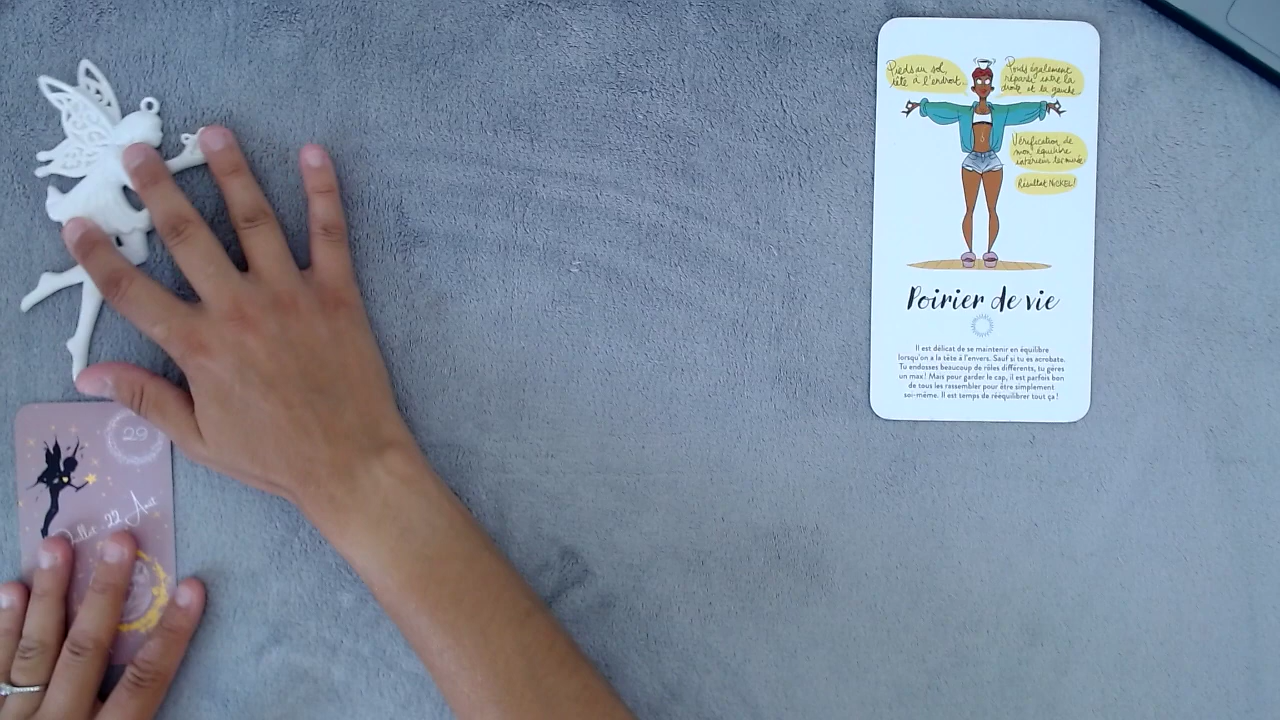 Pieds au sol,
tête à l'endroit...
Poids également
réparti entre la
droite et la gauche...
Vérification de
mon équilibre
intérieur terminée
Résultat NICKEL!
Poirier de vie
Il est délicat de se maintenir en équilibre
lorsqu'on a la tête à l'envers. Sauf si tu es acrobate.
Tu endosses beaucoup de rôles différents, tu gères
un max! Mais pour garder le cap, il est parfois bon
de tous les rassembler pour être simplement
soi-même. Il est temps de rééquilibrer tout ça!
29
22 Août